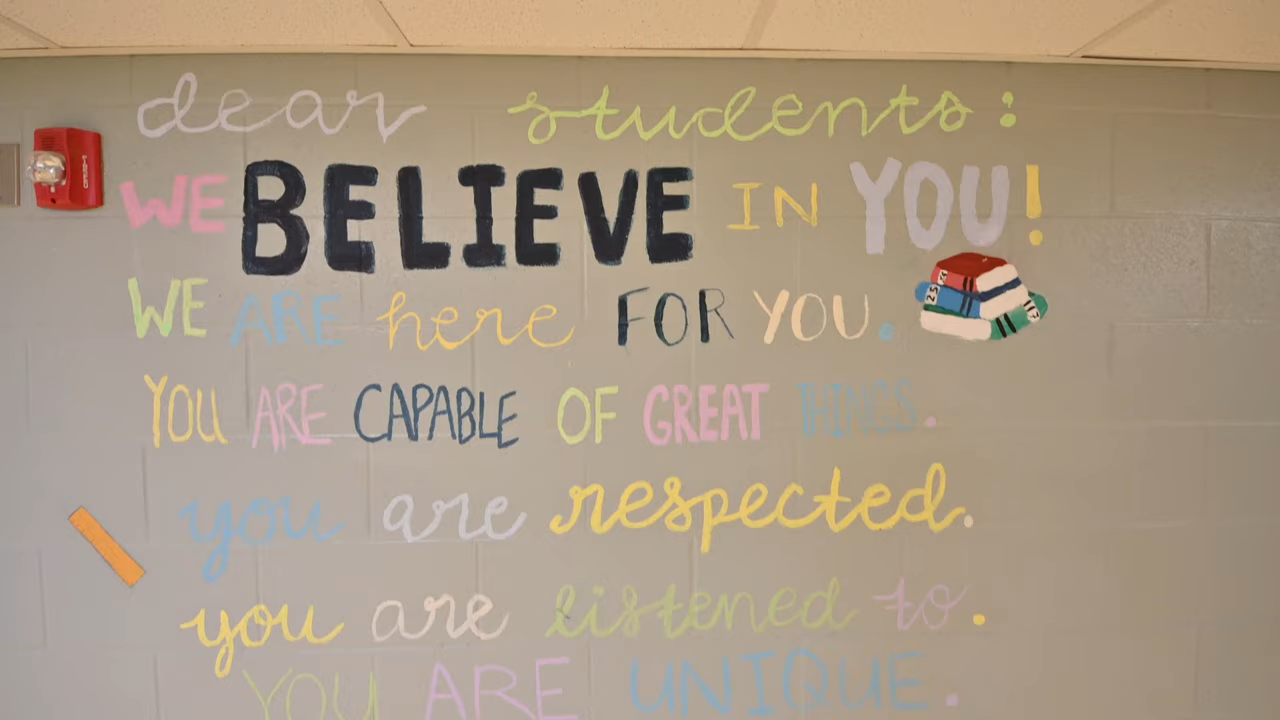 dear students:
WE BELIEVE IN YOU!
WE ARE here FOR YOU.
YOU ARE CAPABLE OF GREAT THINGS.
you are respected.
you are listened to.
YOU ARE UNIQUE.